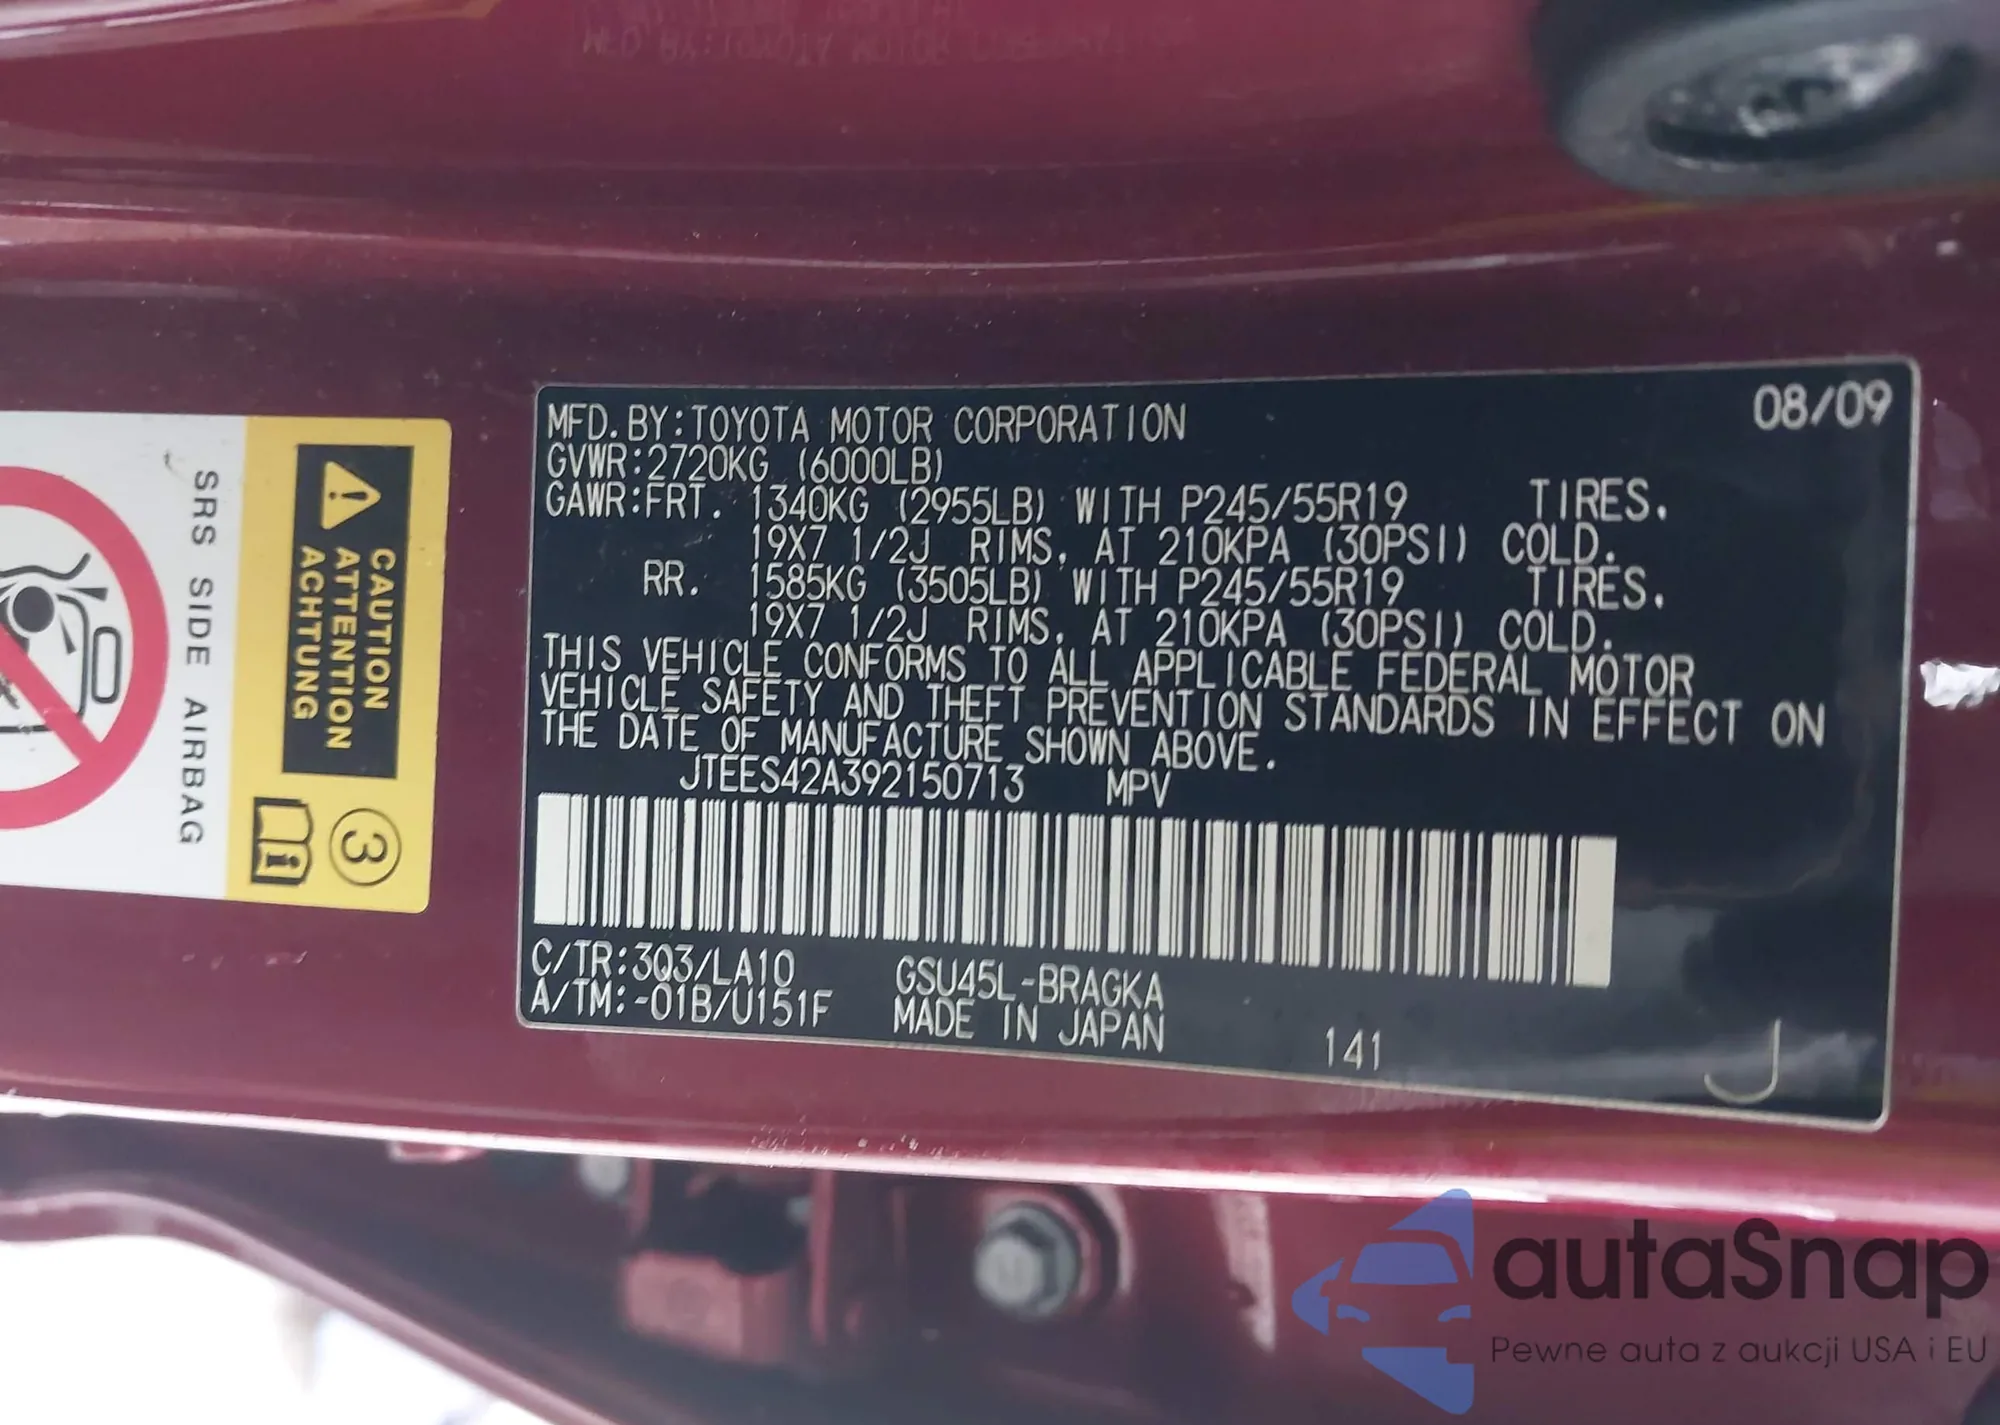 08/09
MFD.BY:TOYOTA MOTOR CORPORATION
GVWR:2720KG (6000LB)
GAWR:FRT. 1340KG (2955LB) WITH P245/55R19 TIRES.
19X7 1/2J RIMS, AT 210KPA (30PSI) COLD.
RR. 1585KG (3505LB) WITH P245/55R19 TIRES.
19X7 1/2J RIMS, AT 210KPA (30PSI) COLD.
THIS VEHICLE CONFORMS TO ALL APPLICABLE FEDERAL MOTOR
VEHICLE SAFETY AND THEFT PREVENTION STANDARDS IN EFFECT ON
THE DATE OF MANUFACTURE SHOWN ABOVE.
JTEES42A392150713 MPV
C/TR:3Q3/LA10 GSU45L-BRAGKA
A/TM:-01B/U151F MADE IN JAPAN
141
J
CAUTION
ATTENTION
ACHTUNG
3
i
SRS SIDE AIRBAG
autaSnap
Pewne auta z aukcji USA i EU